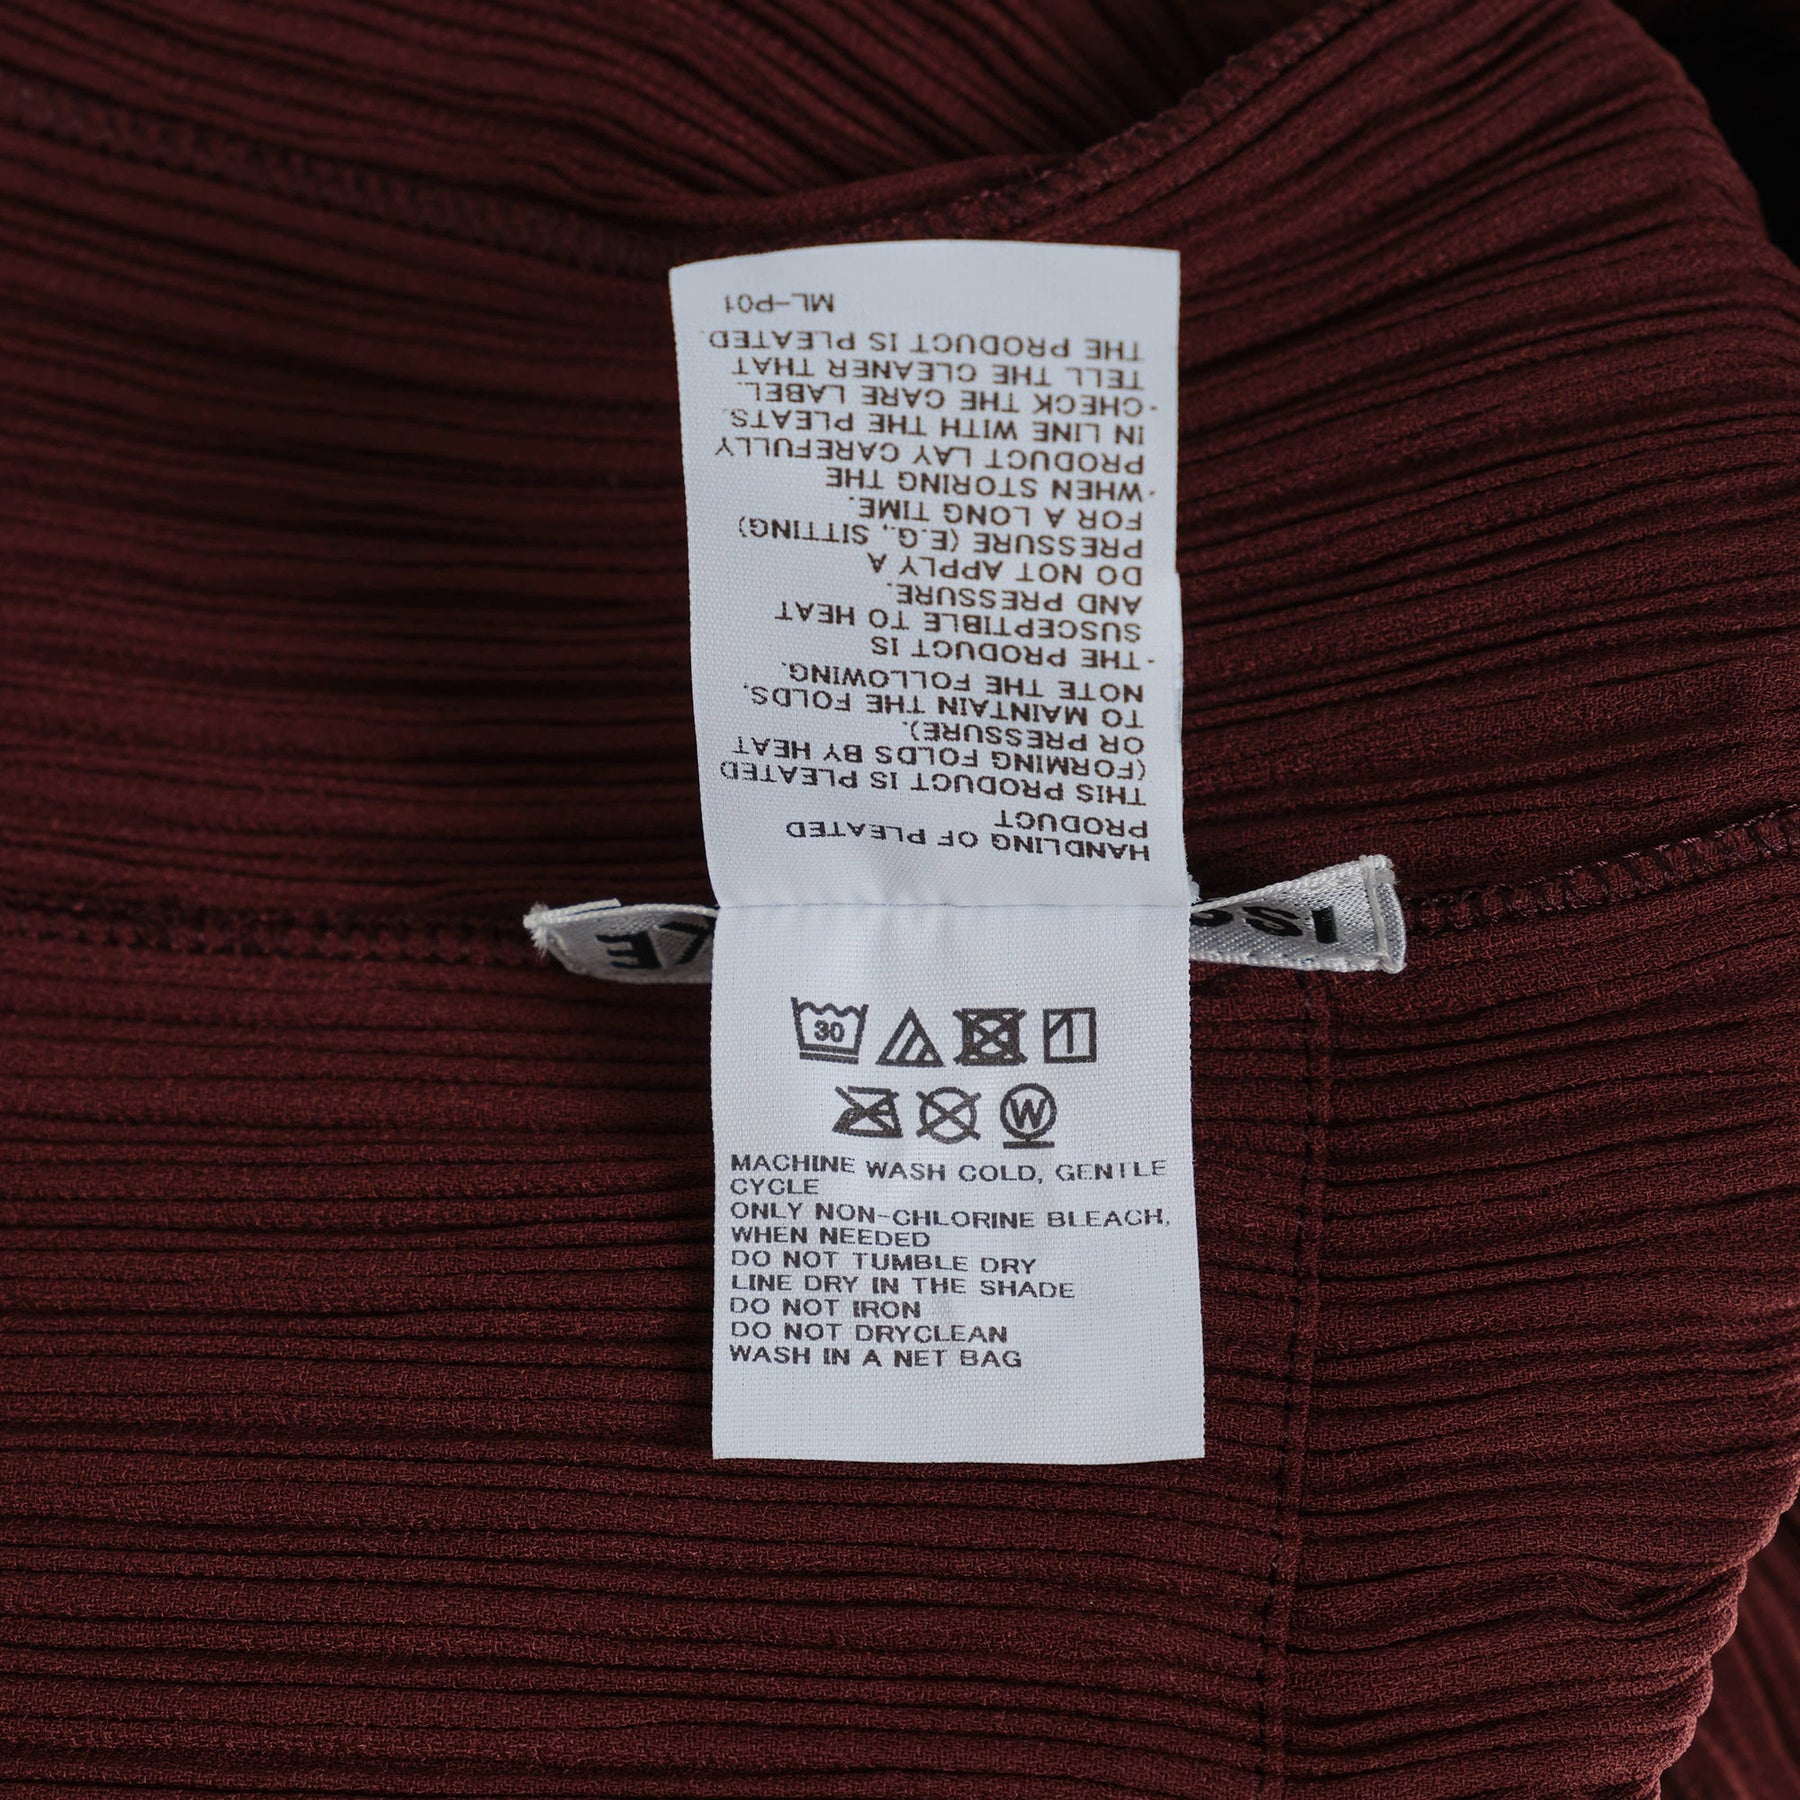 HANDLING OF PLEATED
PRODUCT
THIS PRODUCT IS PLEATED
(FORMING FOLDS BY HEAT
OR PRESSURE).
TO MAINTAIN THE FOLDS,
NOTE THE FOLLOWING.
·THE PRODUCT IS
SUSCEPTIBLE TO HEAT
AND PRESSURE.
DO NOT APPLY A
PRESSURE (E.G., SITTING)
FOR A LONG TIME.
·WHEN STORING THE
PRODUCT LAY CAREFULLY
IN LINE WITH THE PLEATS.
·CHECK THE CARE LABEL.
TELL THE CLEANER THAT
THE PRODUCT IS PLEATED.
ML-P01
30
W
MACHINE WASH COLD, GENTLE
CYCLE
ONLY NON-CHLORINE BLEACH,
WHEN NEEDED
DO NOT TUMBLE DRY
LINE DRY IN THE SHADE
DO NOT IRON
DO NOT DRYCLEAN
WASH IN A NET BAG